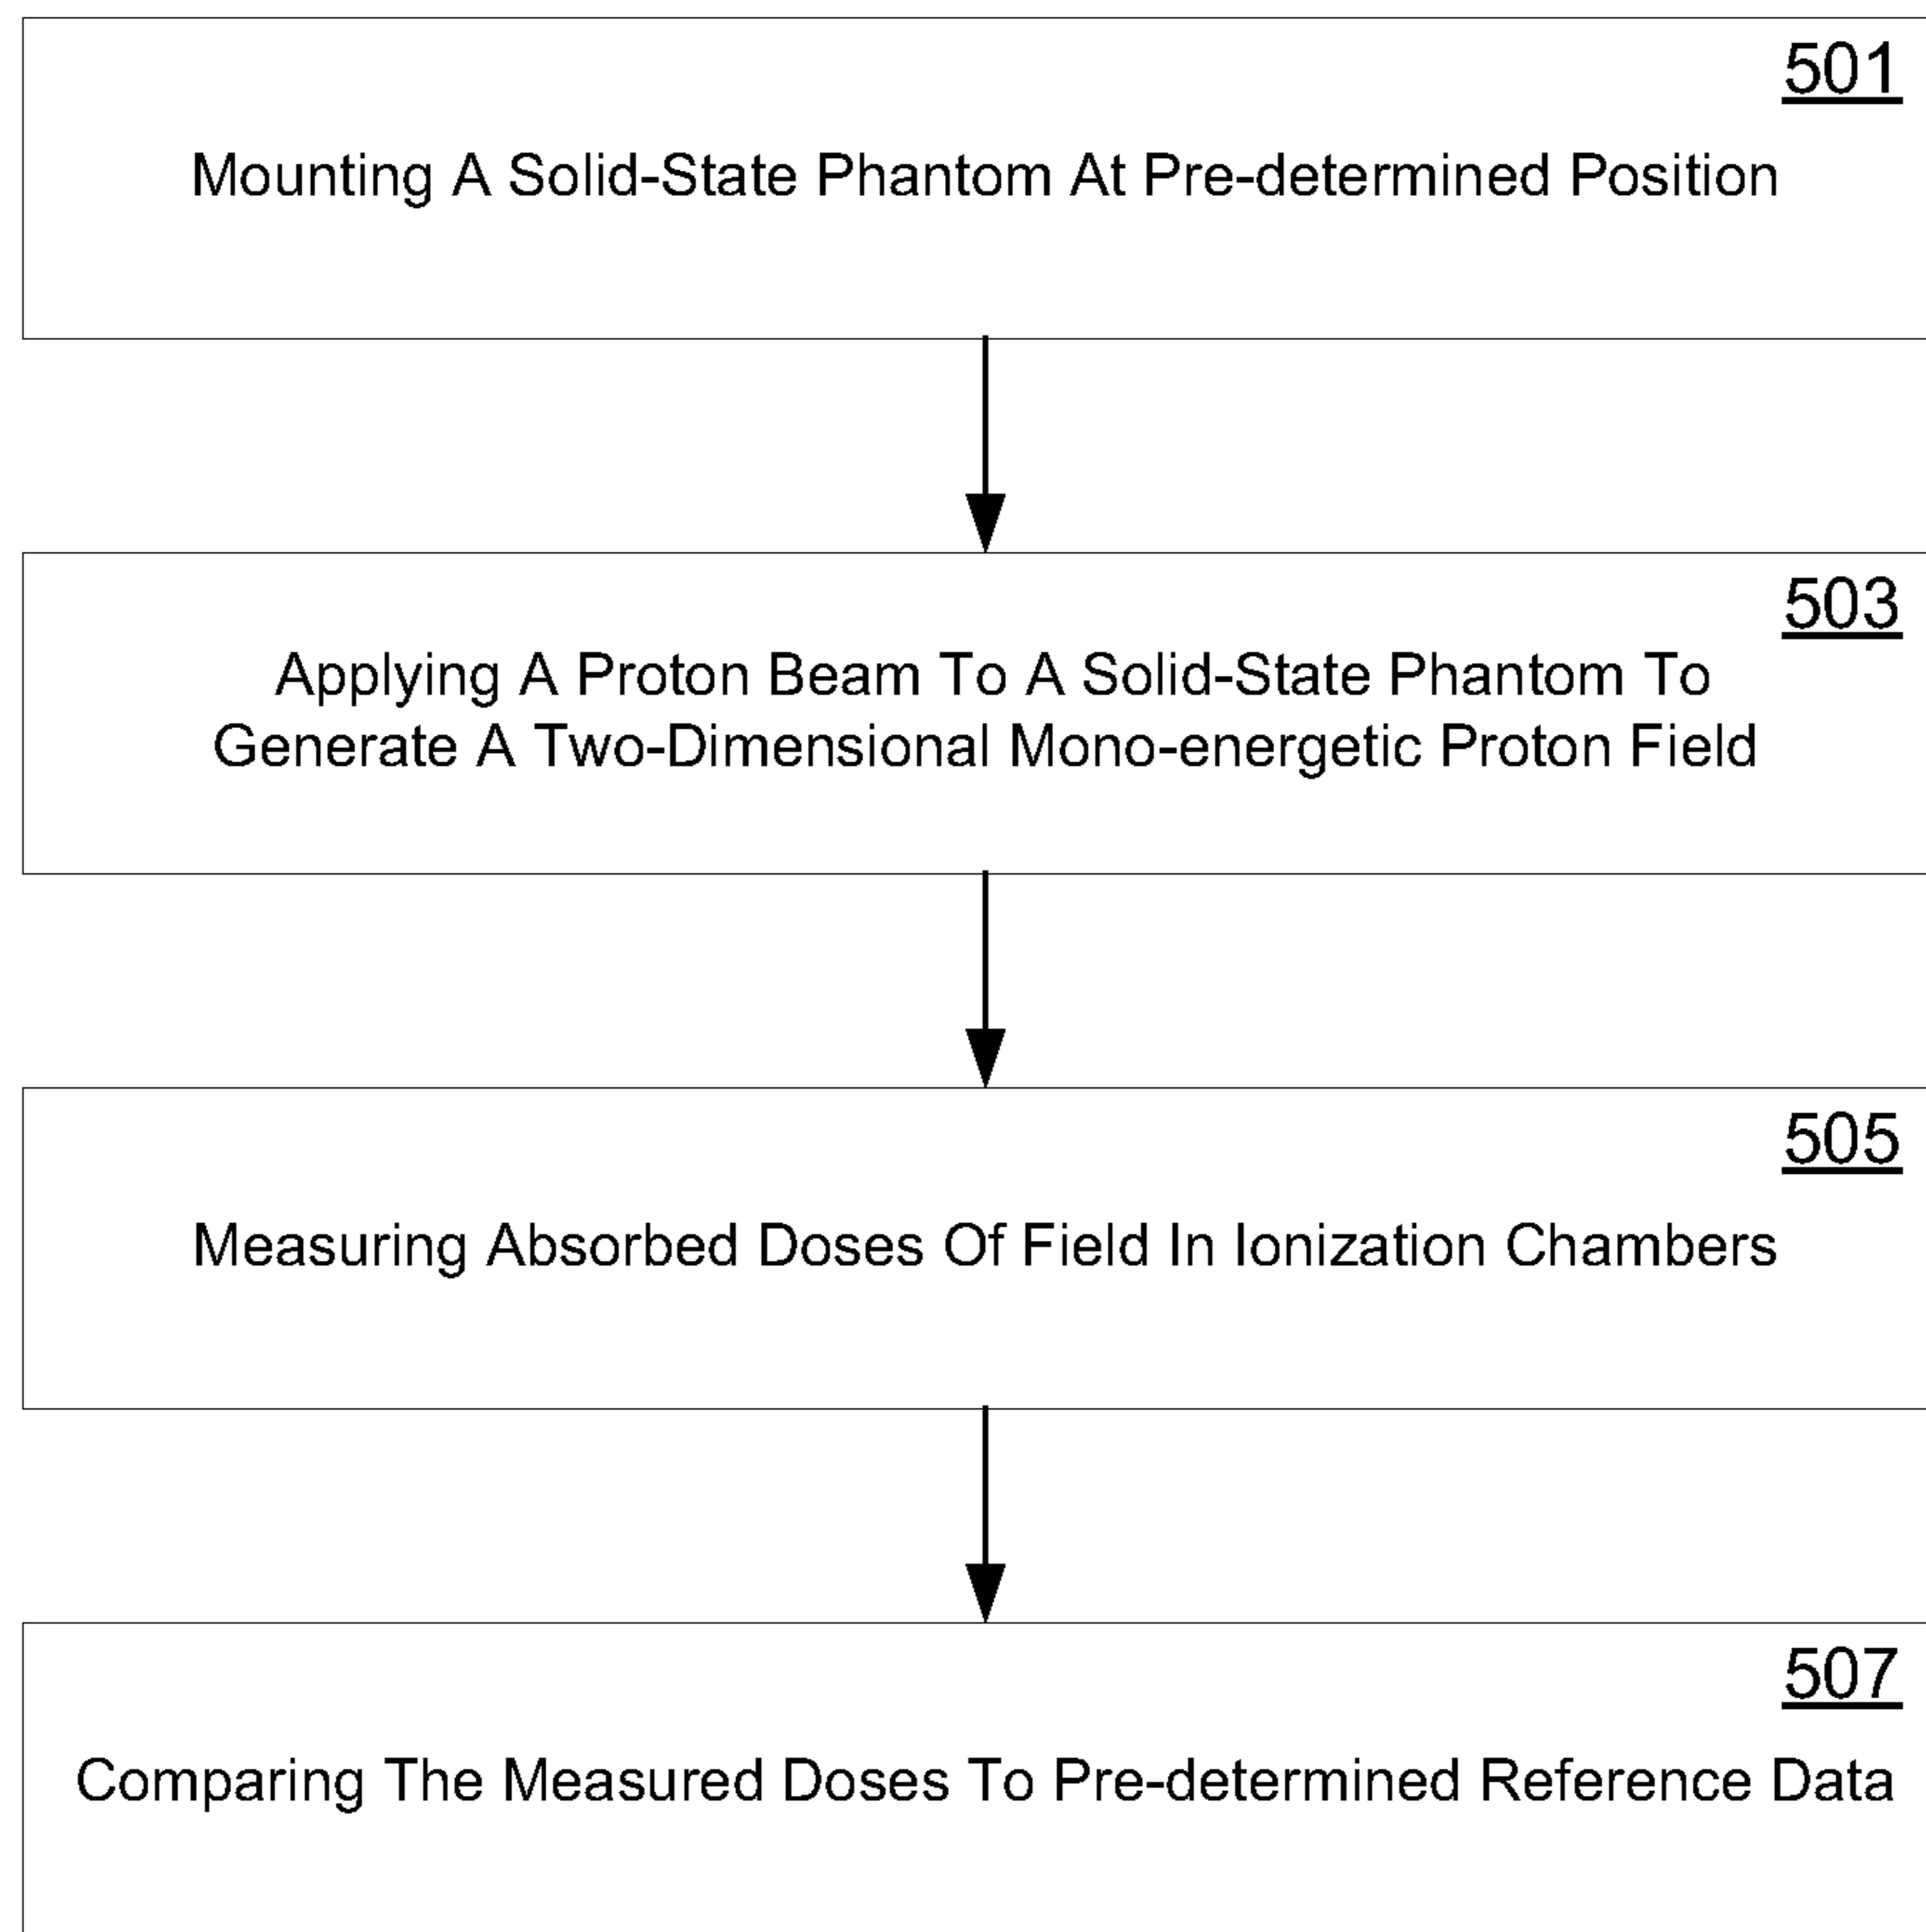 501
Mounting A Solid-State Phantom At Pre-determined Position
503
Applying A Proton Beam To A Solid-State Phantom To
Generate A Two-Dimensional Mono-energetic Proton Field
505
Measuring Absorbed Doses Of Field In Ionization Chambers
507
Comparing The Measured Doses To Pre-determined Reference Data